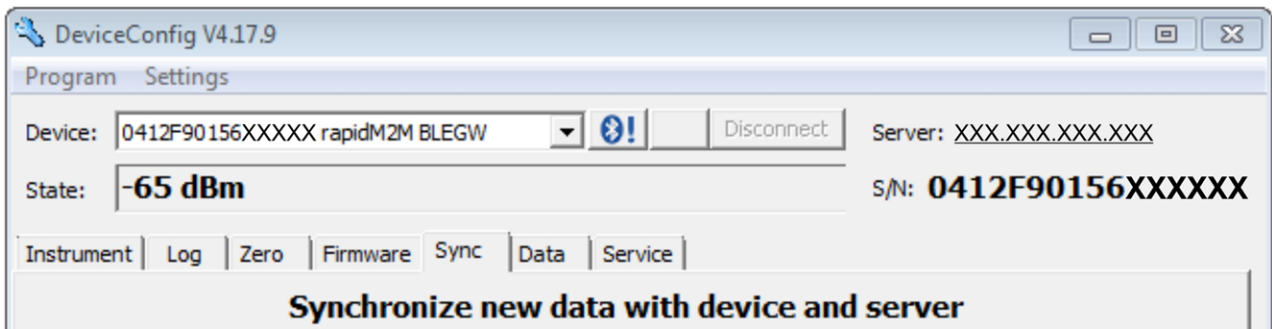 DeviceConfig V4.17.9
Program Settings
Device: 0412F90156XXXXX rapidM2M BLEGW ! Disconnect Server: XXX.XXX.XXX.XXX
State: -65 dBm S/N: 0412F90156XXXXXX
Instrument Log Zero Firmware Sync Data Service
Synchronize new data with device and server